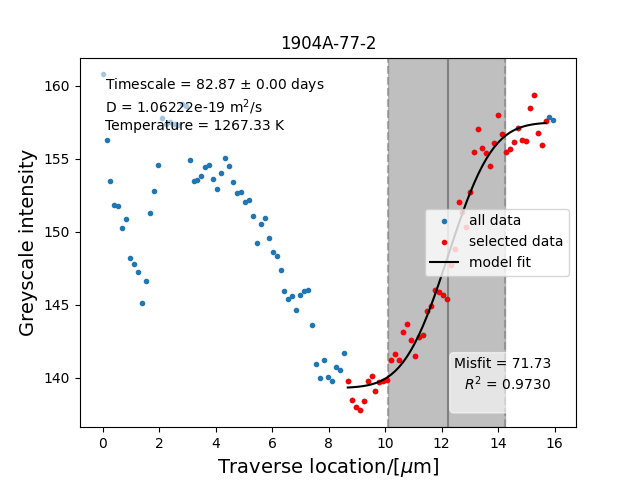 1904A-77-2
Timescale = 82.87 ± 0.00 days
D = 1.06222e-19 m²/s
Temperature = 1267.33 K
all data
selected data
model fit
Misfit = 71.73
R² = 0.9730
Greyscale intensity
160
155
150
145
140
0 2 4 6 8 10 12 14 16
Traverse location/[μm]